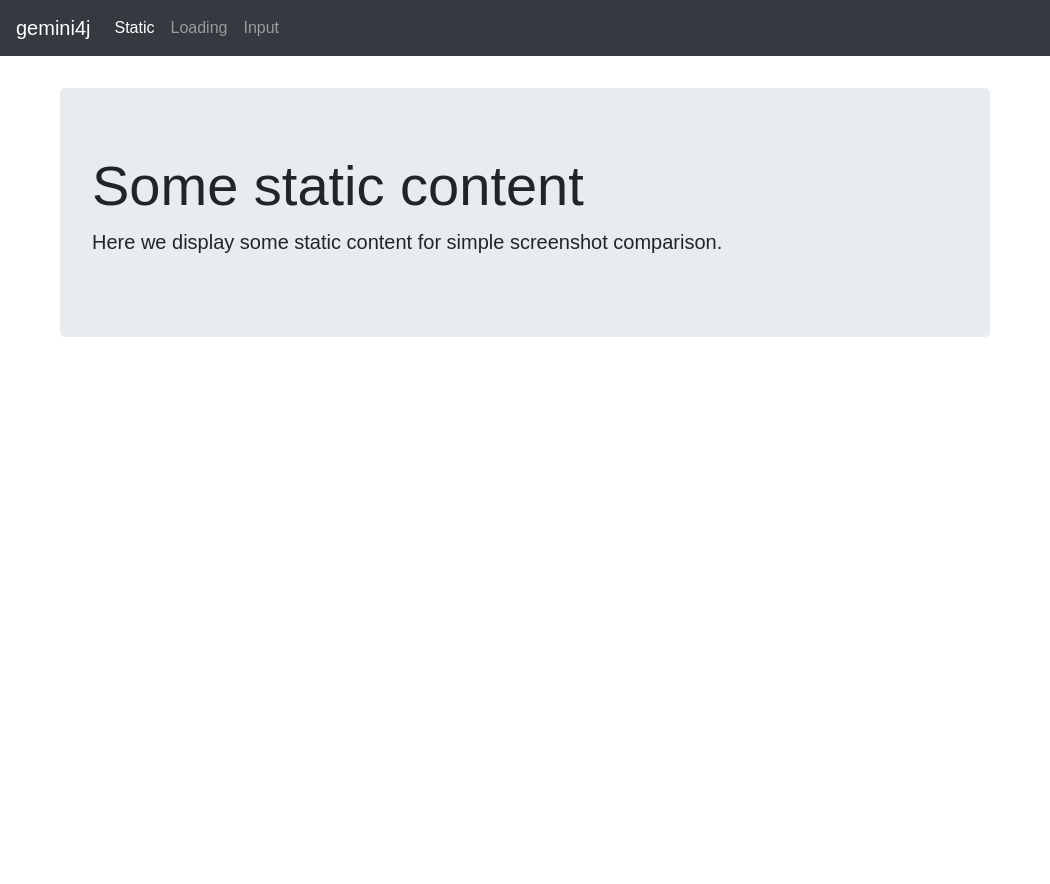 gemini4j Static Loading Input
Some static content
Here we display some static content for simple screenshot comparison.